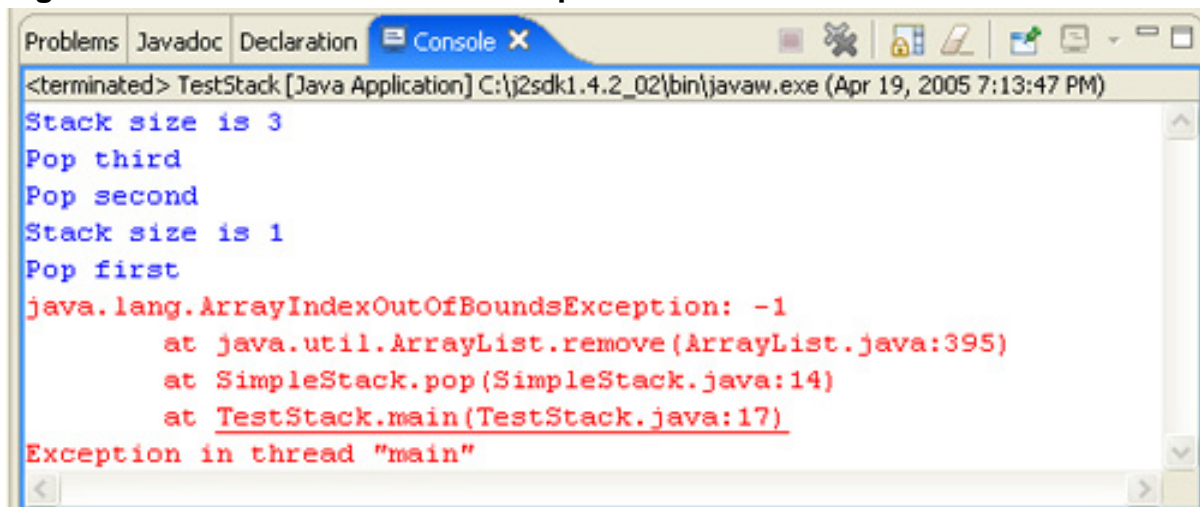 Problems Javadoc Declaration Console
<terminated> TestStack [Java Application] C:\j2sdk1.4.2_02\bin\javaw.exe (Apr 19, 2005 7:13:47 PM)
Stack size is 3
Pop third
Pop second
Stack size is 1
Pop first
java.lang.ArrayIndexOutOfBoundsException: -1
at java.util.ArrayList.remove(ArrayList.java:395)
at SimpleStack.pop(SimpleStack.java:14)
at TestStack.main(TestStack.java:17)
Exception in thread "main"